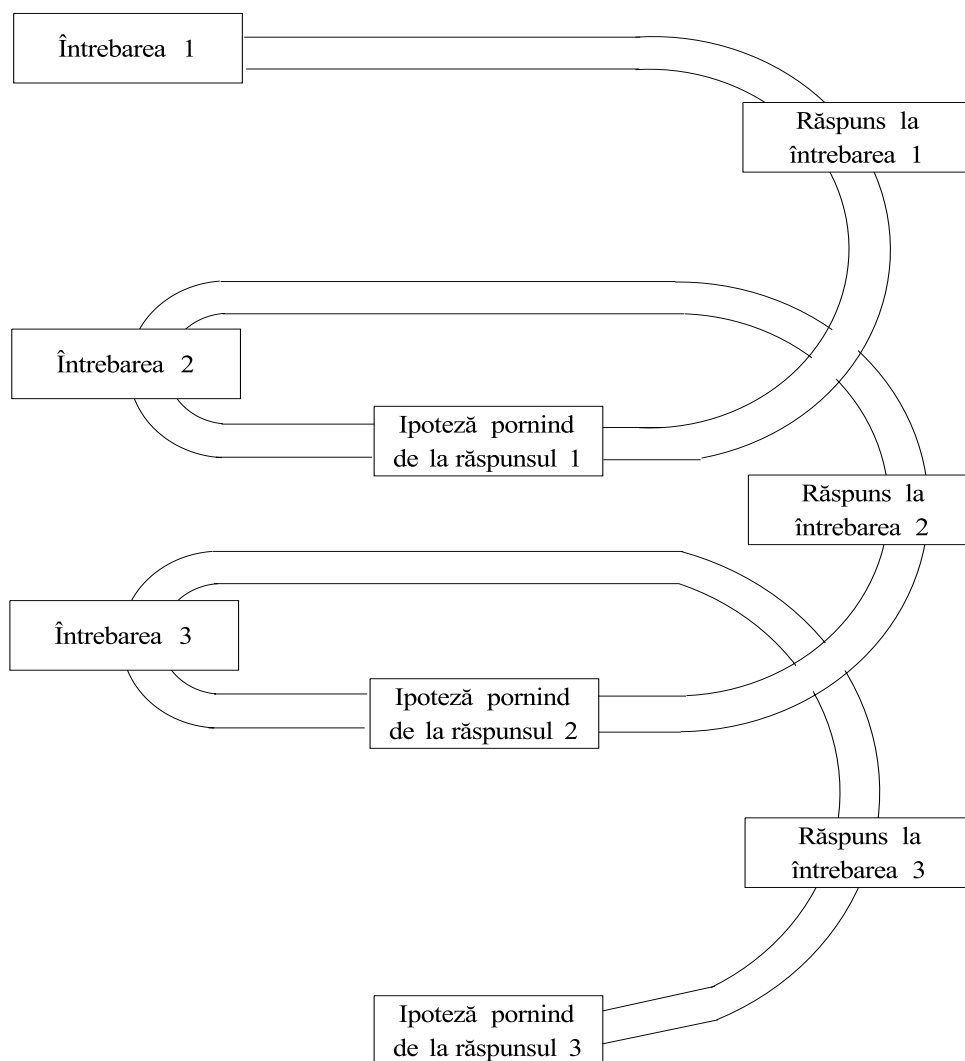 Întrebarea 1
Răspuns la
întrebarea 1
Întrebarea 2
Ipoteză pornind
de la răspunsul 1
Răspuns la
întrebarea 2
Întrebarea 3
Ipoteză pornind
de la răspunsul 2
Răspuns la
întrebarea 3
Ipoteză pornind
de la răspunsul 3